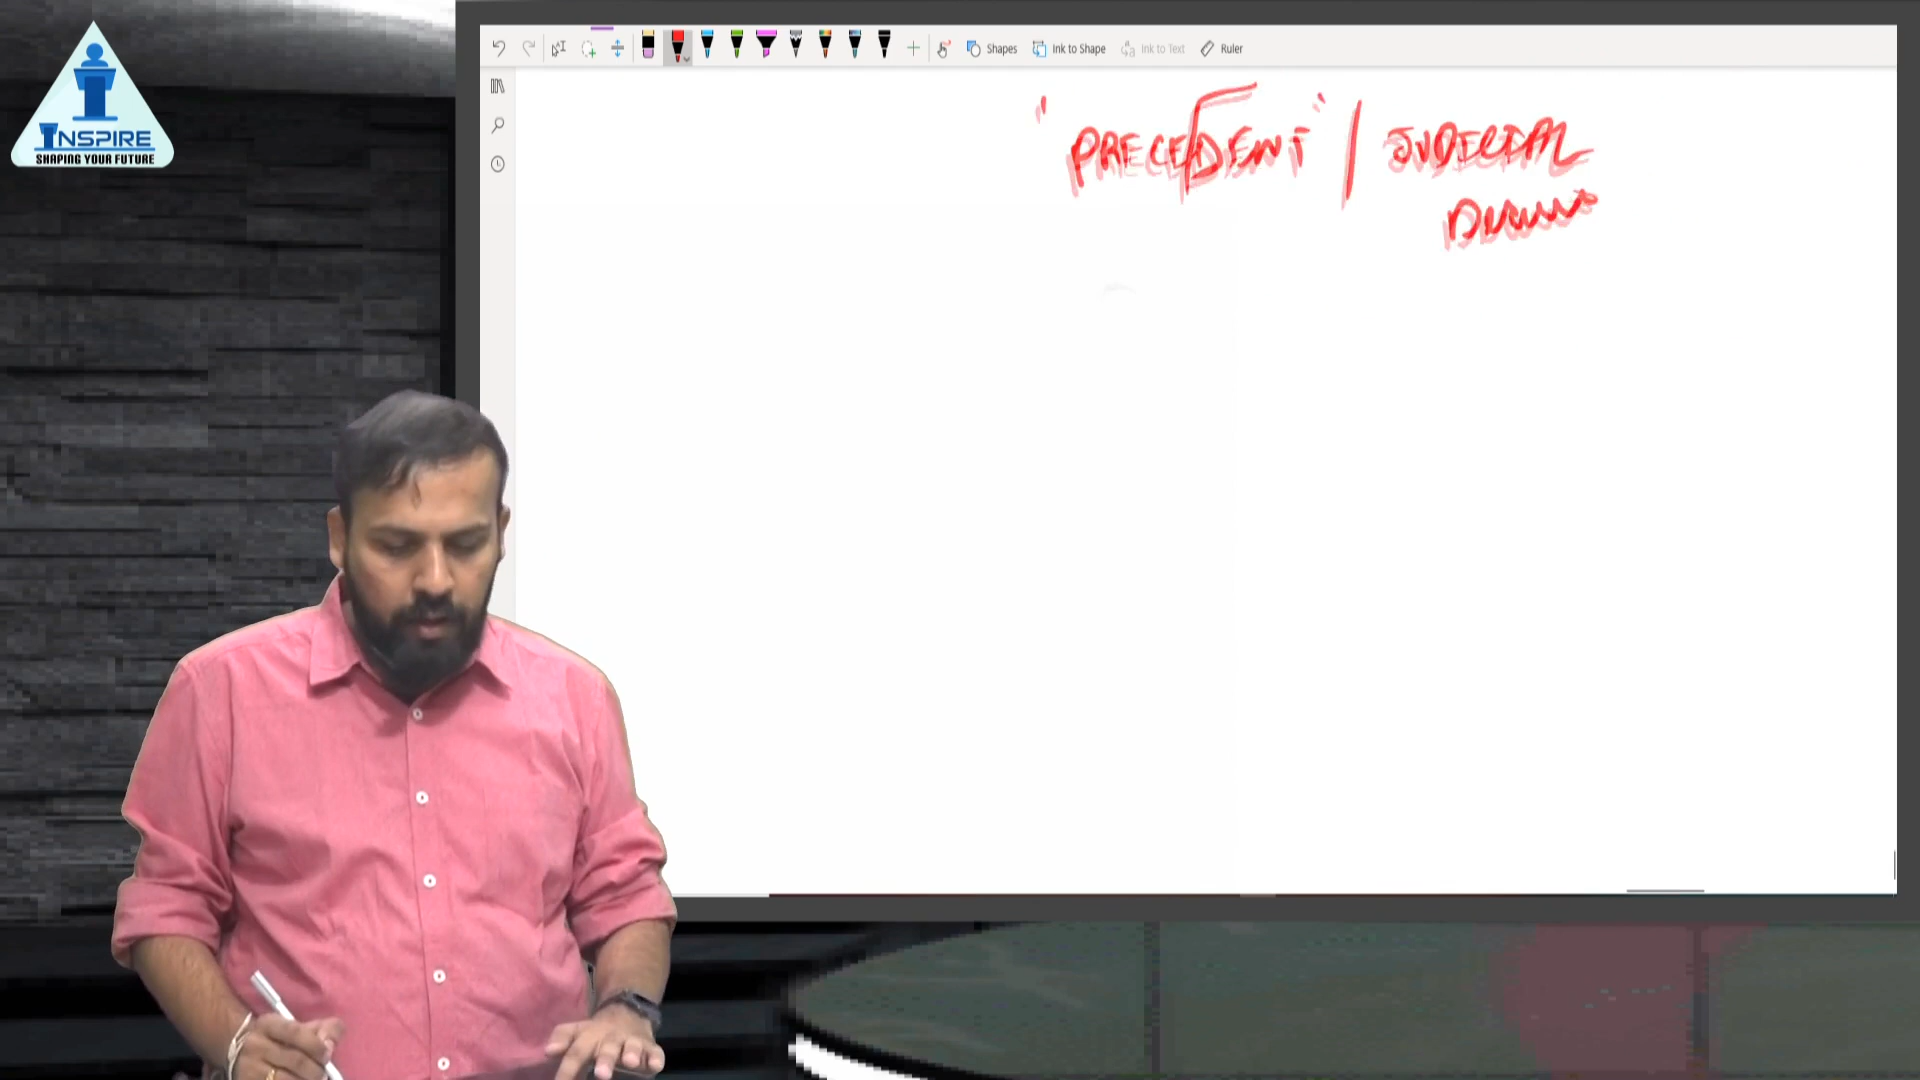 INSPIRE
SHAPING YOUR FUTURE
Shapes Ink to Shape Ink to Text Ruler
"PRECEDENT" / JUDICIAL